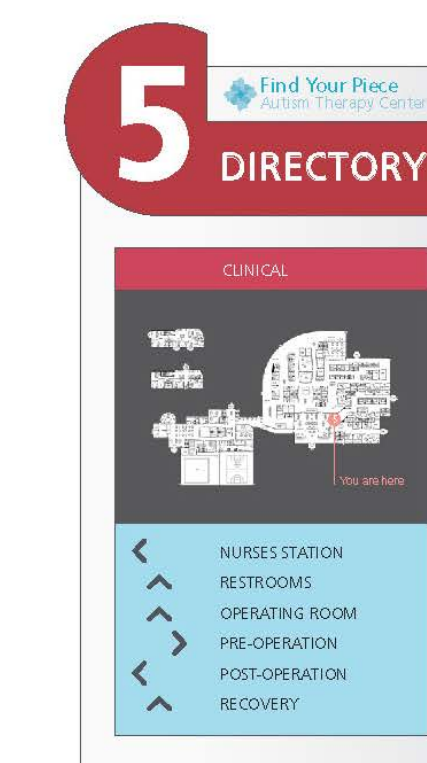 5
Find Your Piece
Autism Therapy Center
DIRECTORY
CLINICAL
You are here
NURSES STATION
RESTROOMS
OPERATING ROOM
PRE-OPERATION
POST-OPERATION
RECOVERY